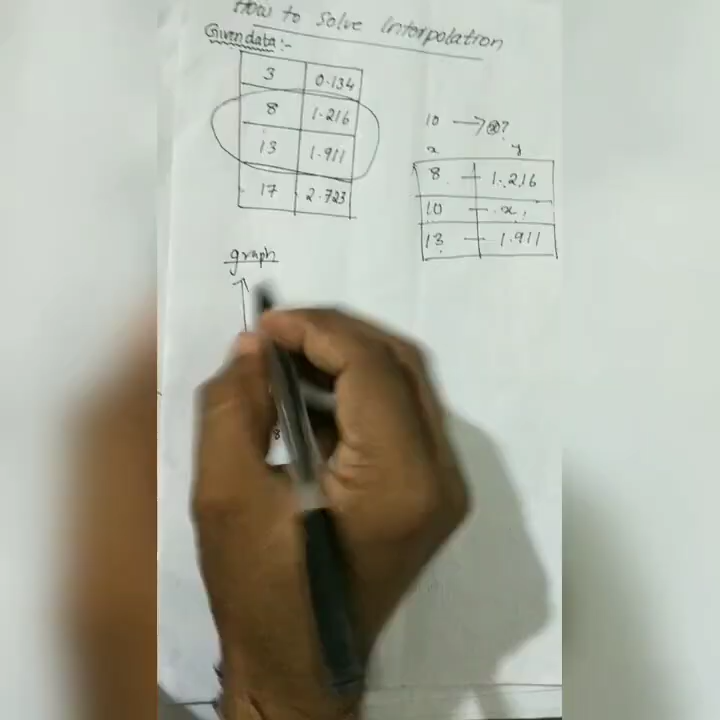 How to solve Interpolation
Given data:-
3 0.134
8 1.216
13 1.911
17 2.723
10 → ?
x y
8 1.216
10 x
13 1.911
graph
8